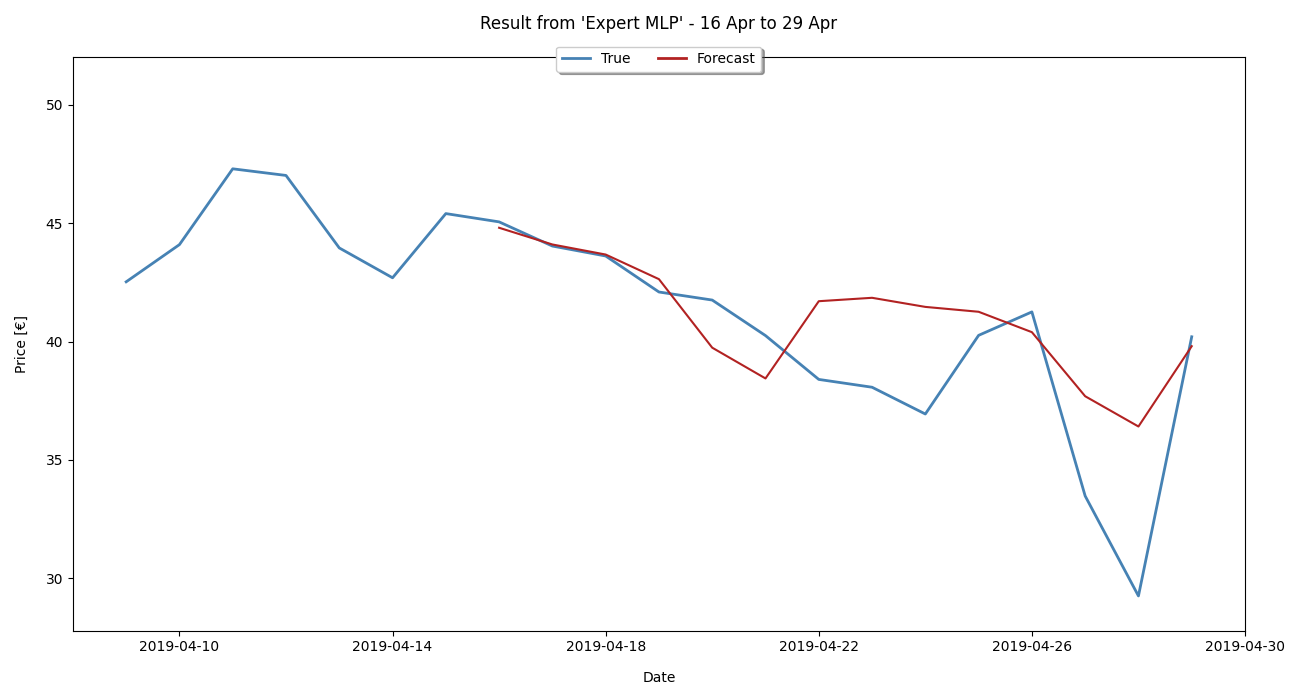 Result from 'Expert MLP' - 16 Apr to 29 Apr
True Forecast
50
45
40
35
30
Price [€]
2019-04-10 2019-04-14 2019-04-18 2019-04-22 2019-04-26 2019-04-30
Date